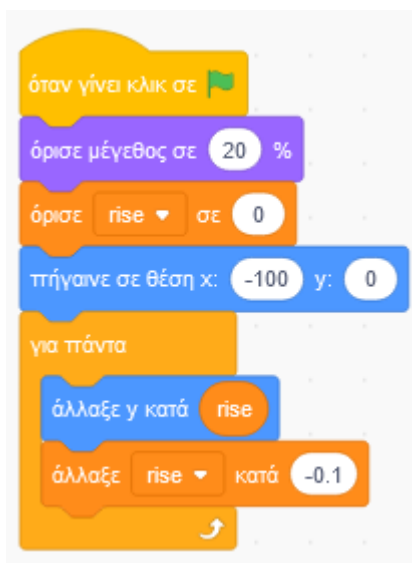 όταν γίνει κλικ σε
όρισε μέγεθος σε 20 %
όρισε rise σε 0
πήγαινε σε θέση x: -100 y: 0
για πάντα
άλλαξε y κατά rise
άλλαξε rise κατά -0.1